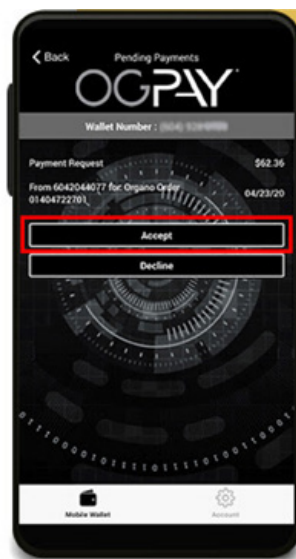 Back
Pending Payments
OGPAY
Wallet Number :
Payment Request $62.36
From 6042044077 for: Organo Order 04/23/20
01404722701
Accept
Decline
Mobile Wallet
Account